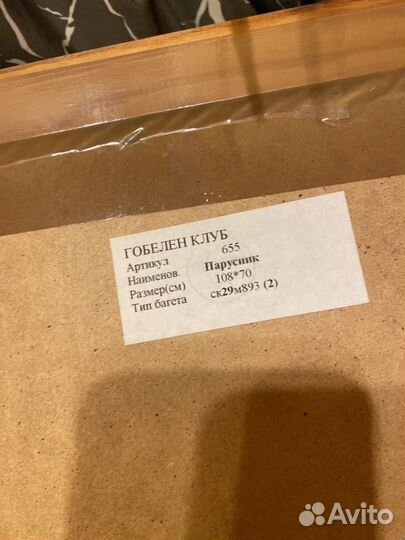 ГОБЕЛЕН КЛУБ
Артикул 655
Наименов. Парусник
Размер(см) 108*70
Тип багета ск29м893 (2)
Avito